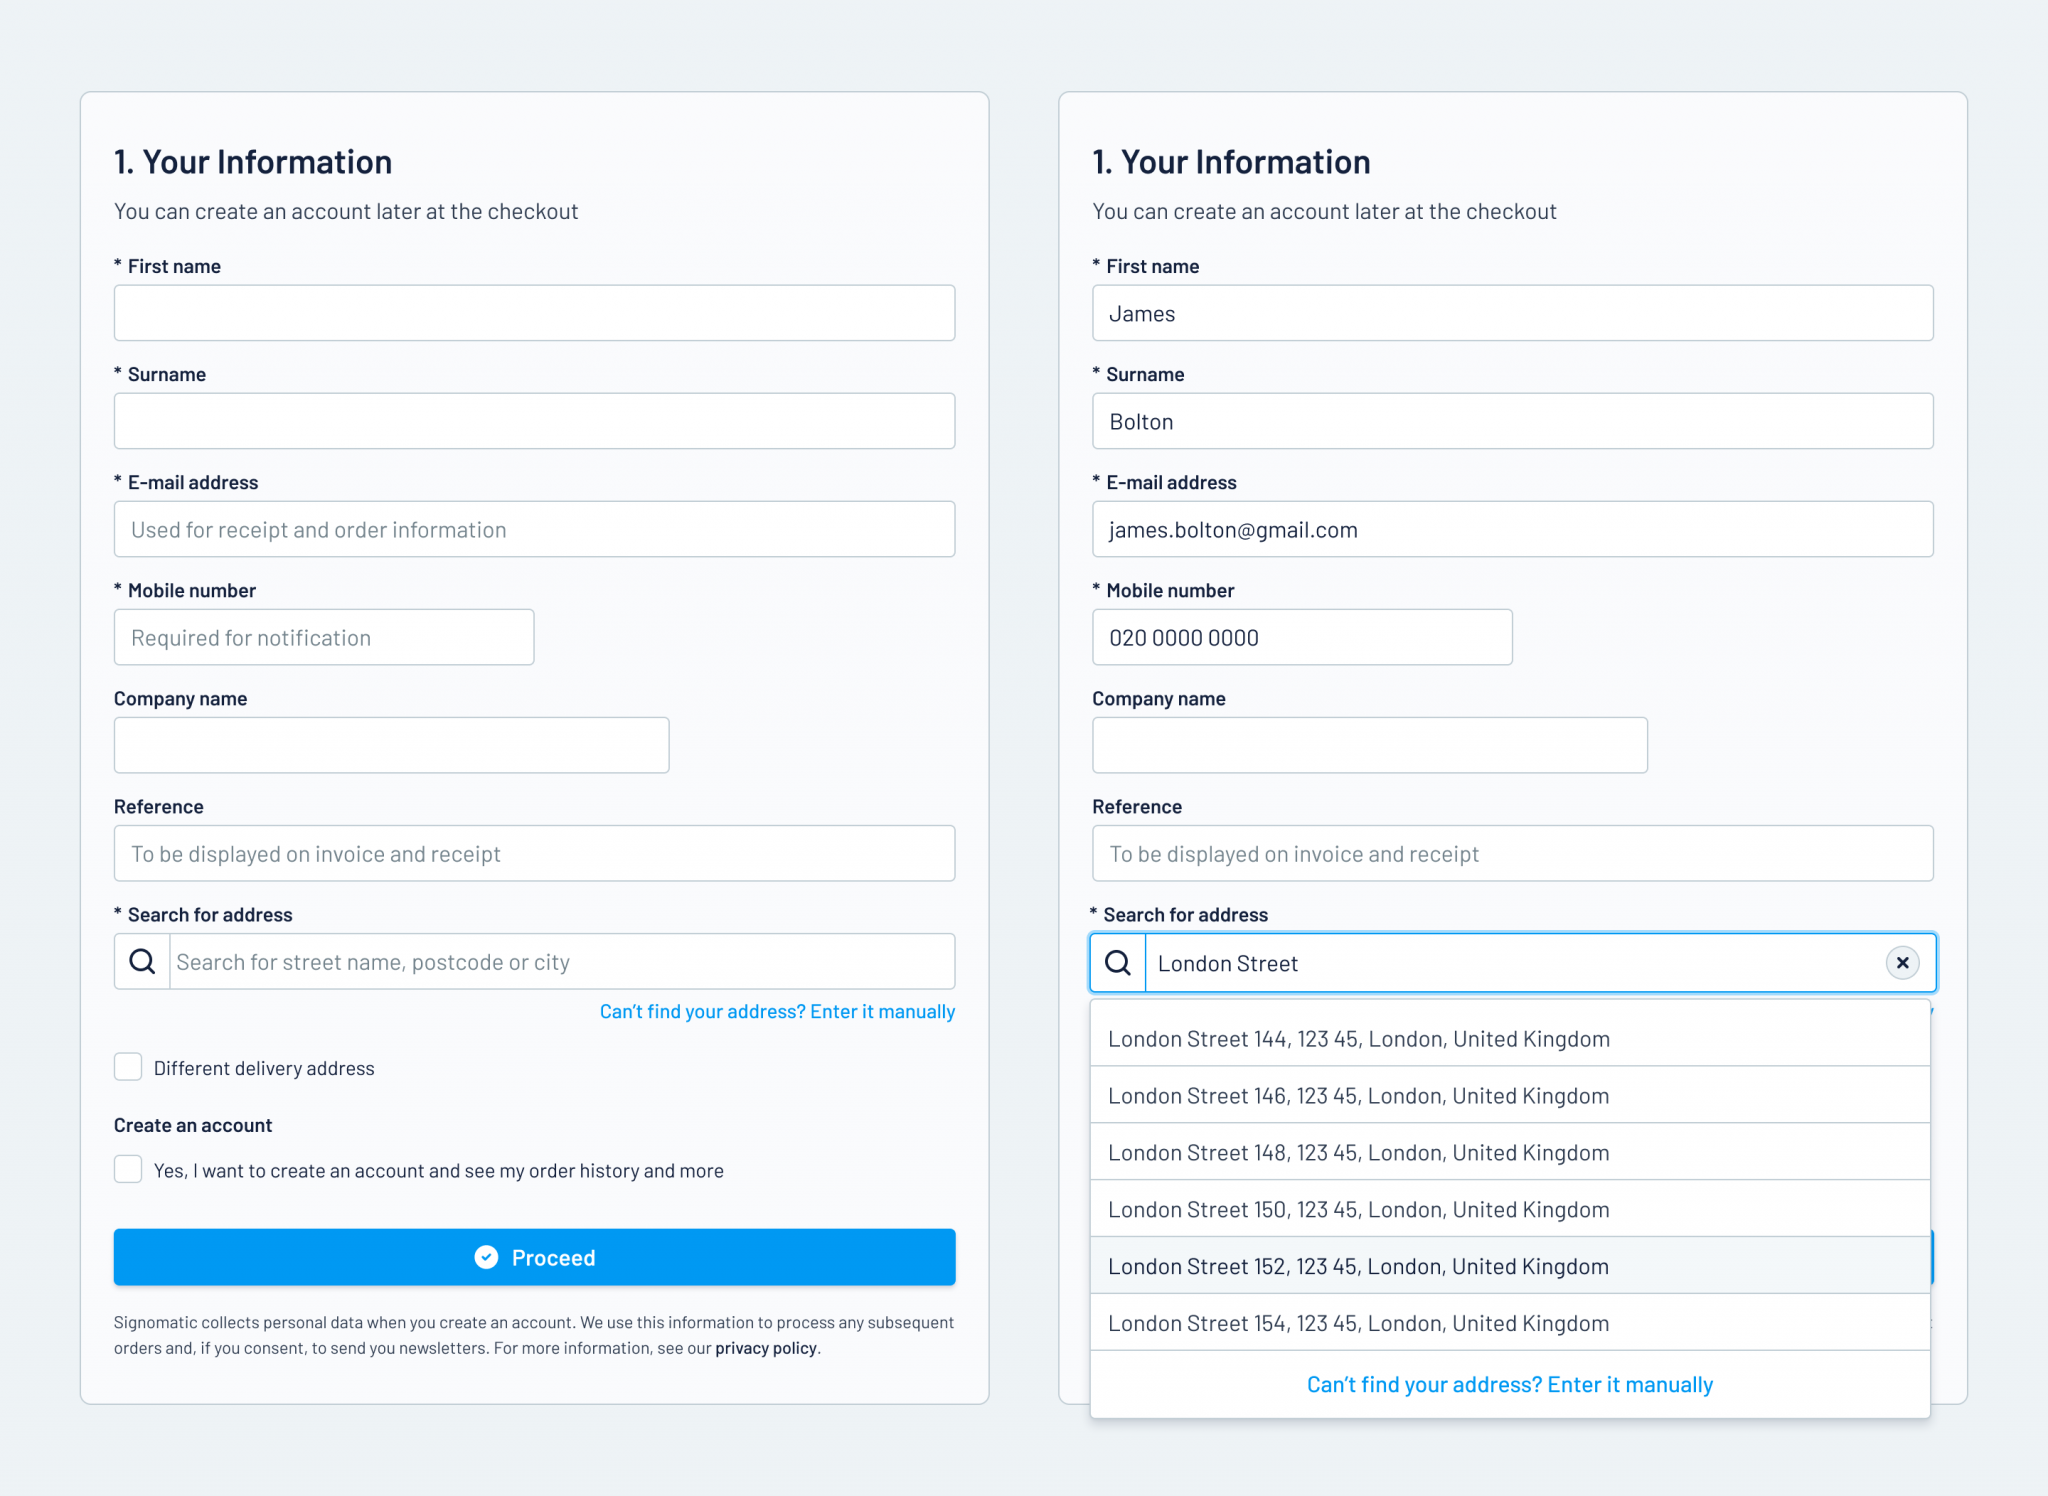 1. Your Information
You can create an account later at the checkout
* First name
* Surname
* E-mail address
Used for receipt and order information
* Mobile number
Required for notification
Company name
Reference
To be displayed on invoice and receipt
* Search for address
Search for street name, postcode or city
Can't find your address? Enter it manually
Different delivery address
Create an account
Yes, I want to create an account and see my order history and more
Proceed
Signomatic collects personal data when you create an account. We use this information to process any subsequent
orders and, if you consent, to send you newsletters. For more information, see our privacy policy.
1. Your Information
You can create an account later at the checkout
* First name
James
* Surname
Bolton
* E-mail address
james.bolton@gmail.com
* Mobile number
020 0000 0000
Company name
Reference
To be displayed on invoice and receipt
* Search for address
London Street
London Street 144, 123 45, London, United Kingdom
London Street 146, 123 45, London, United Kingdom
London Street 148, 123 45, London, United Kingdom
London Street 150, 123 45, London, United Kingdom
London Street 152, 123 45, London, United Kingdom
London Street 154, 123 45, London, United Kingdom
Can't find your address? Enter it manually